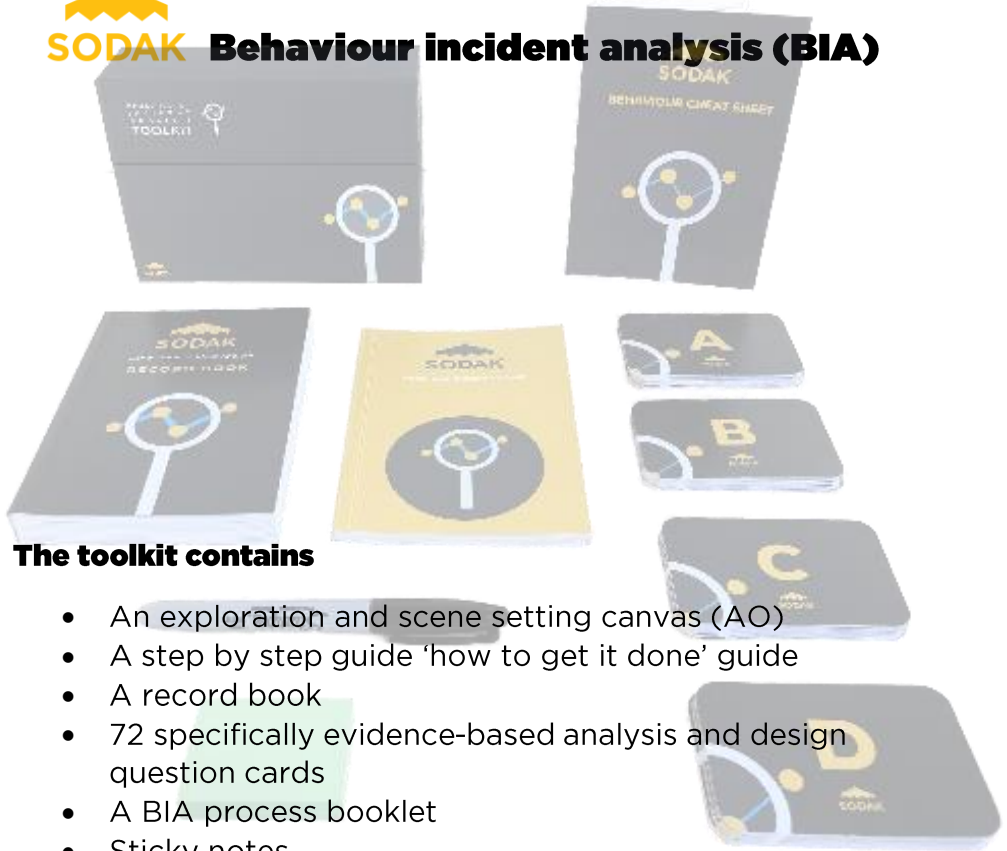 SODAK Behaviour incident analysis (BIA)
SODAK
BEHAVIOUR CHEAT SHEET
TOOLKIT
SODAK
RECORD BOOK
SODAK
A
B
C
D
SODAK
The toolkit contains
• An exploration and scene setting canvas (AO)
• A step by step guide ‘how to get it done’ guide
• A record book
• 72 specifically evidence-based analysis and design
question cards
• A BIA process booklet
• Sticky notes